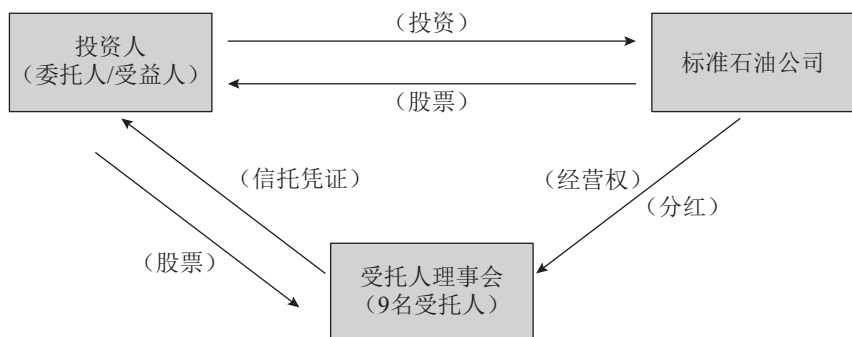 （投资）
投资人
（委托人/受益人）
标准石油公司
（股票）
（信托凭证）
（经营权）
（分红）
（股票）
受托人理事会
（9名受托人）